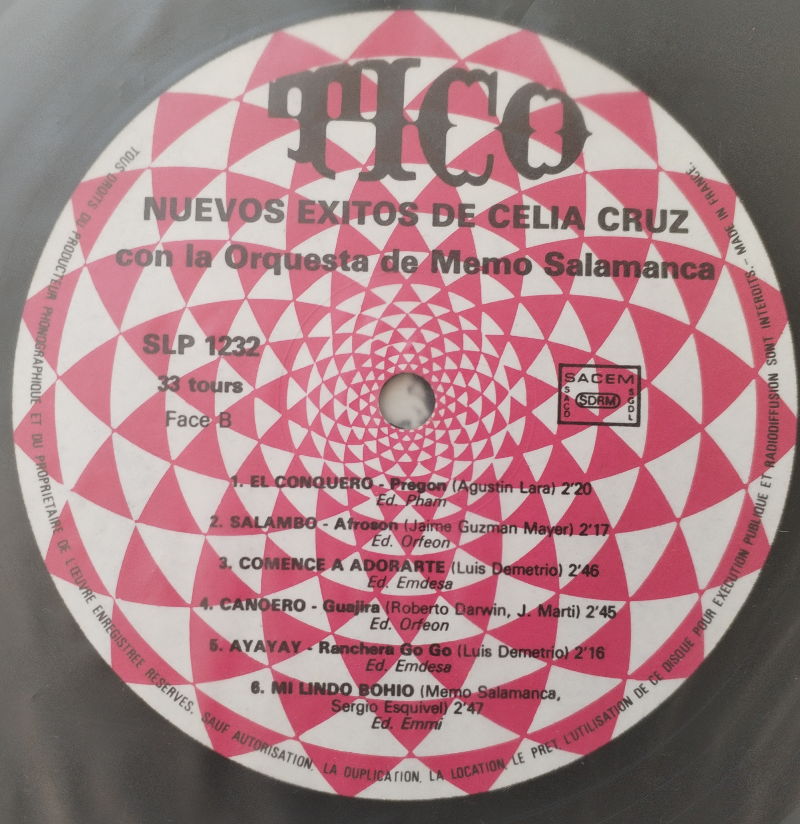 TICO
NUEVOS EXITOS DE CELIA CRUZ
con la Orquesta de Memo Salamanca
SLP 1232
33 tours
Face B
SACEM
SACD
SDRM
SGDL
1. EL CONQUERO - Pregon (Agustin Lara) 2'20
Ed. Pham
2. SALAMBO - Afroson (Jaime Guzman Mayer) 2'17
Ed. Orfeon
3. COMENCE A ADORARTE (Luis Demetrio) 2'46
Ed. Emdesa
4. CANOERO - Guajira (Roberto Darwin, J. Marti) 2'45
Ed. Orfeon
5. AYAYAY - Ranchera Go Go (Luis Demetrio) 2'16
Ed. Emdesa
6. MI LINDO BOHIO (Memo Salamanca,
Sergio Esquivel) 2'47
Ed. Emmi
TOUS DROITS DU PRODUCTEUR PHONOGRAPHIQUE ET DU PROPRIETAIRE DE L'ŒUVRE ENREGISTREE RESERVES. SAUF AUTORISATION, LA DUPLICATION, LA LOCATION, LE PRET, L'UTILISATION DE CE DISQUE POUR EXECUTION PUBLIQUE ET RADIODIFFUSION SONT INTERDITS. - MADE IN FRANCE.